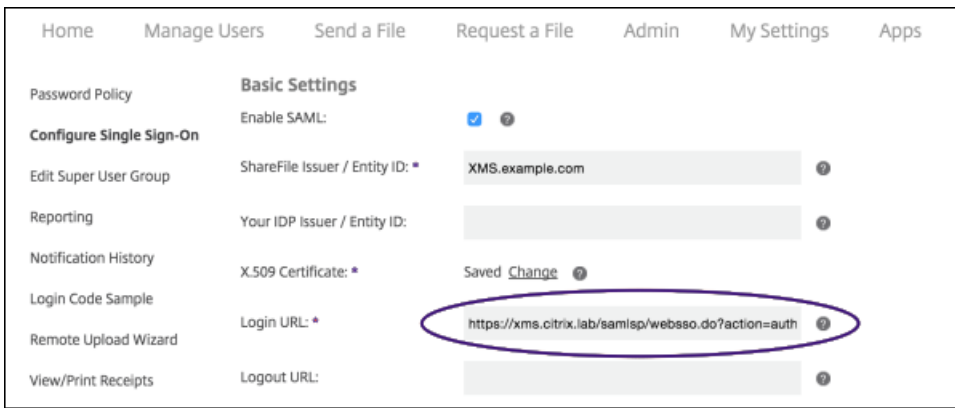 Home Manage Users Send a File Request a File Admin My Settings Apps
Password Policy
Configure Single Sign-On
Edit Super User Group
Reporting
Notification History
Login Code Sample
Remote Upload Wizard
View/Print Receipts
Basic Settings
Enable SAML:
ShareFile Issuer / Entity ID: * XMS.example.com
Your IDP Issuer / Entity ID:
X.509 Certificate: * Saved Change
Login URL: * https://xms.citrix.lab/samlsp/websso.do?action=auth
Logout URL: